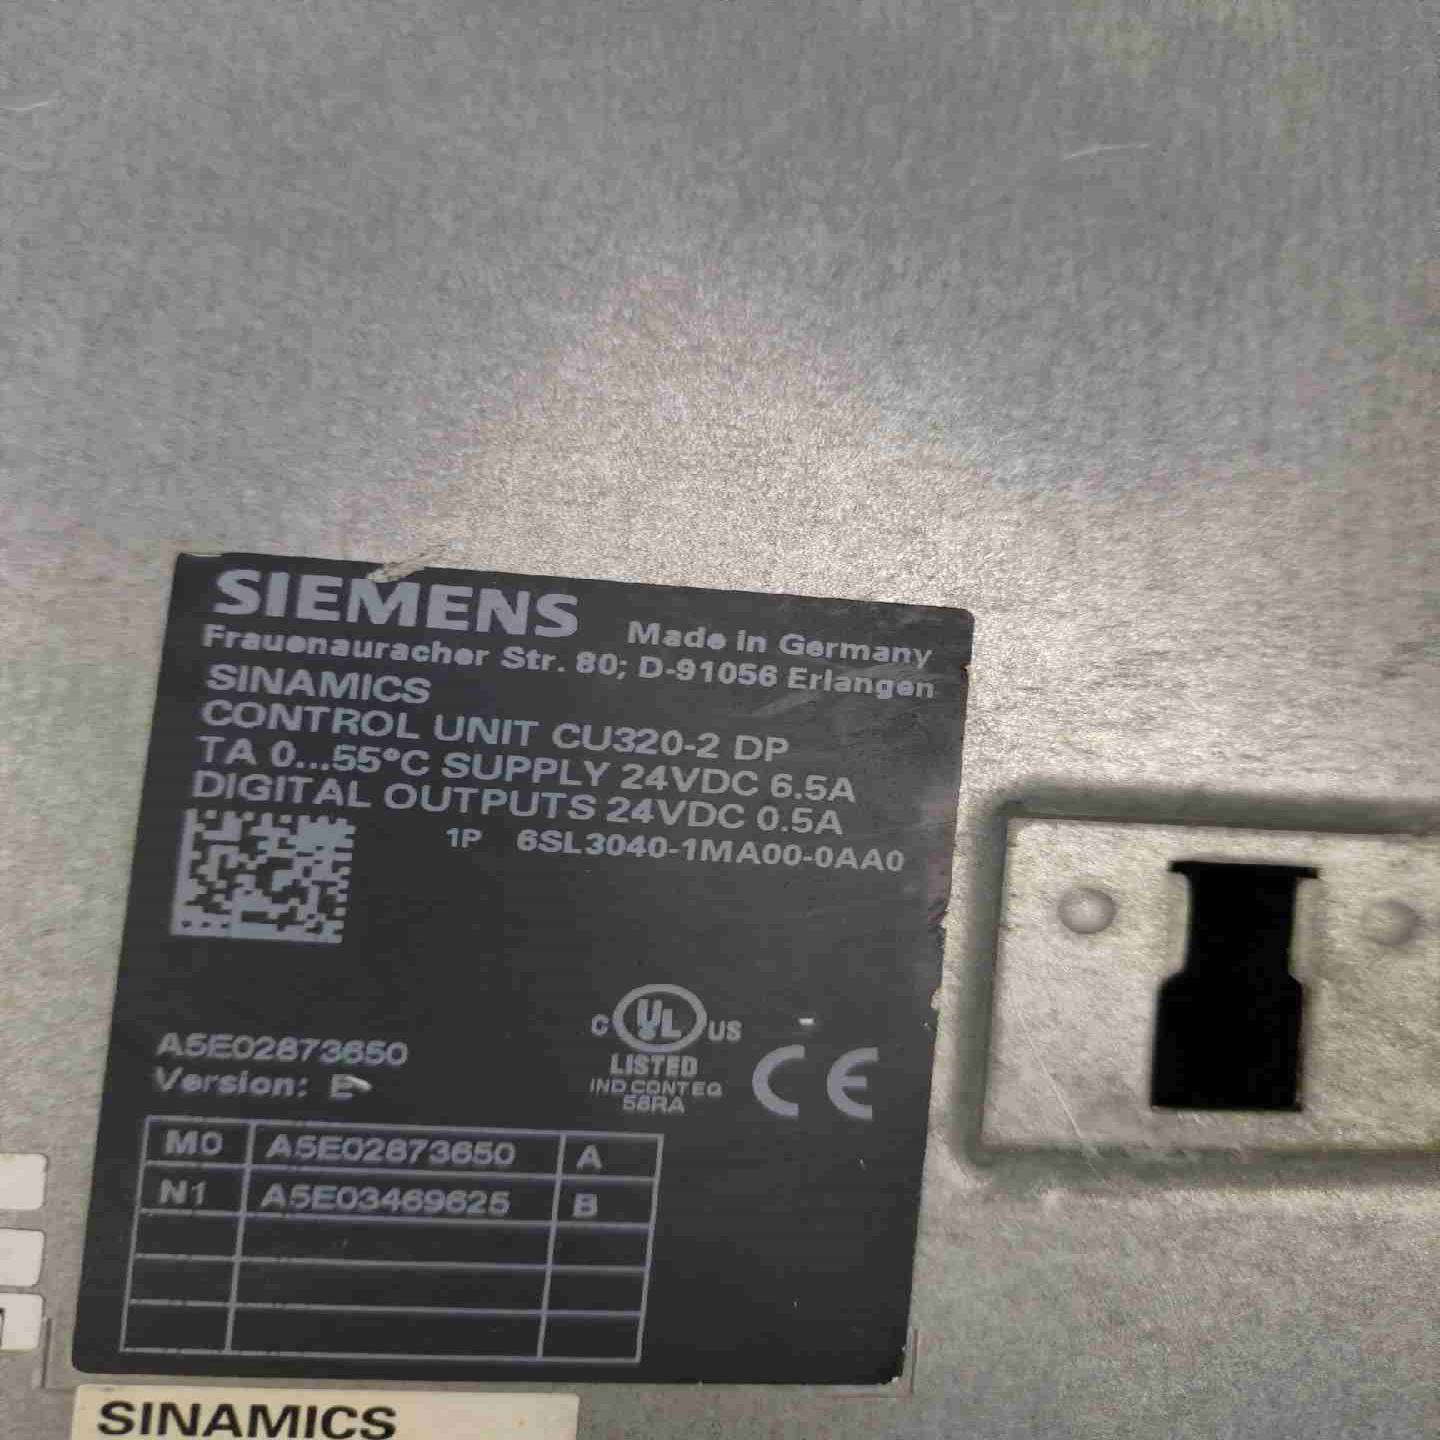 SIEMENS
Made in Germany
Frauenauracher Str. 80; D-91056 Erlangen
SINAMICS
CONTROL UNIT CU320-2 DP
TA 0...55°C SUPPLY 24VDC 6.5A
DIGITAL OUTPUTS 24VDC 0.5A
1P 6SL3040-1MA00-0AA0
C UL US
LISTED
IND.CONT.EQ
58RA
CE
A5E02873650
Version:
M0 A5E02873650 A
N1 A5E03469625 B
SINAMICS